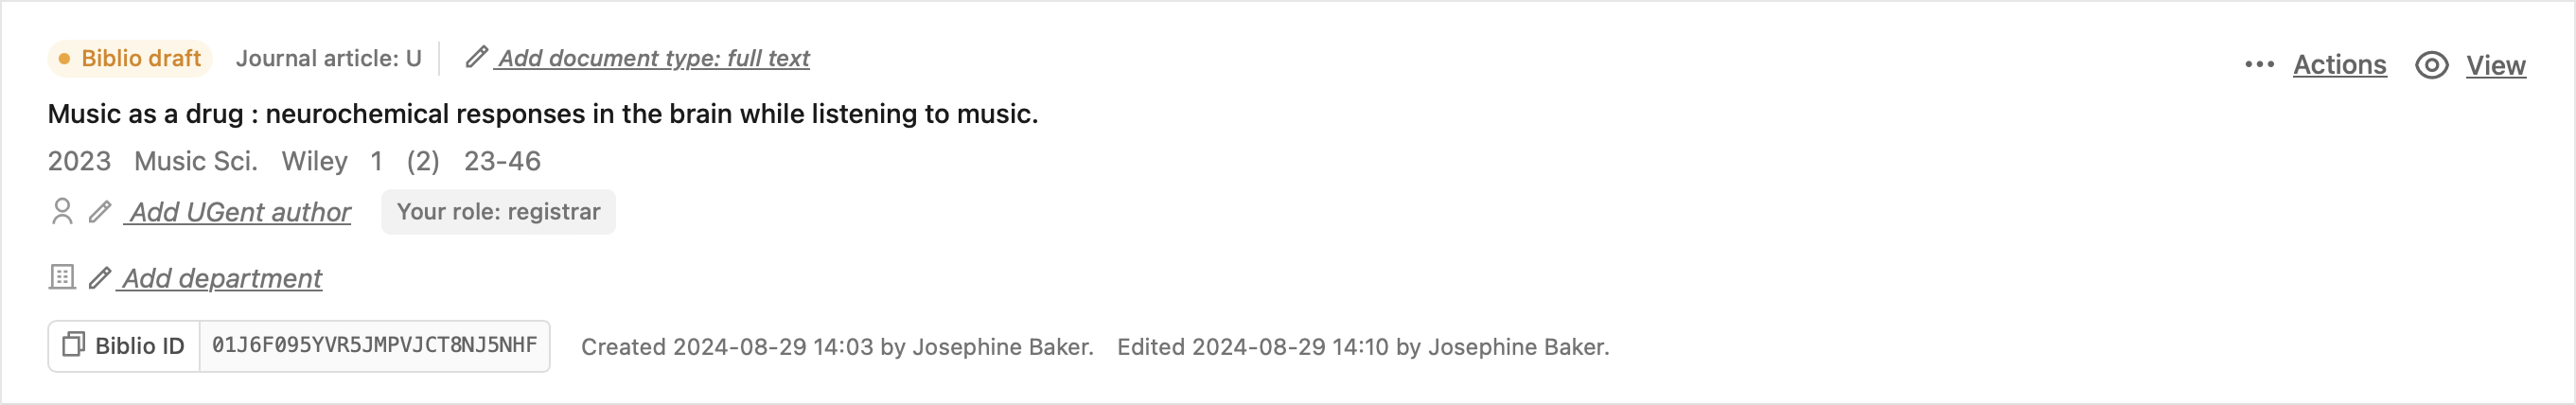 Biblio draft Journal article: U Add document type: full text Actions View
Music as a drug : neurochemical responses in the brain while listening to music.
2023 Music Sci. Wiley 1 (2) 23-46
Add UGent author Your role: registrar
Add department
Biblio ID 01J6F095YVR5JMPVJCT8NJ5NHF Created 2024-08-29 14:03 by Josephine Baker. Edited 2024-08-29 14:10 by Josephine Baker.